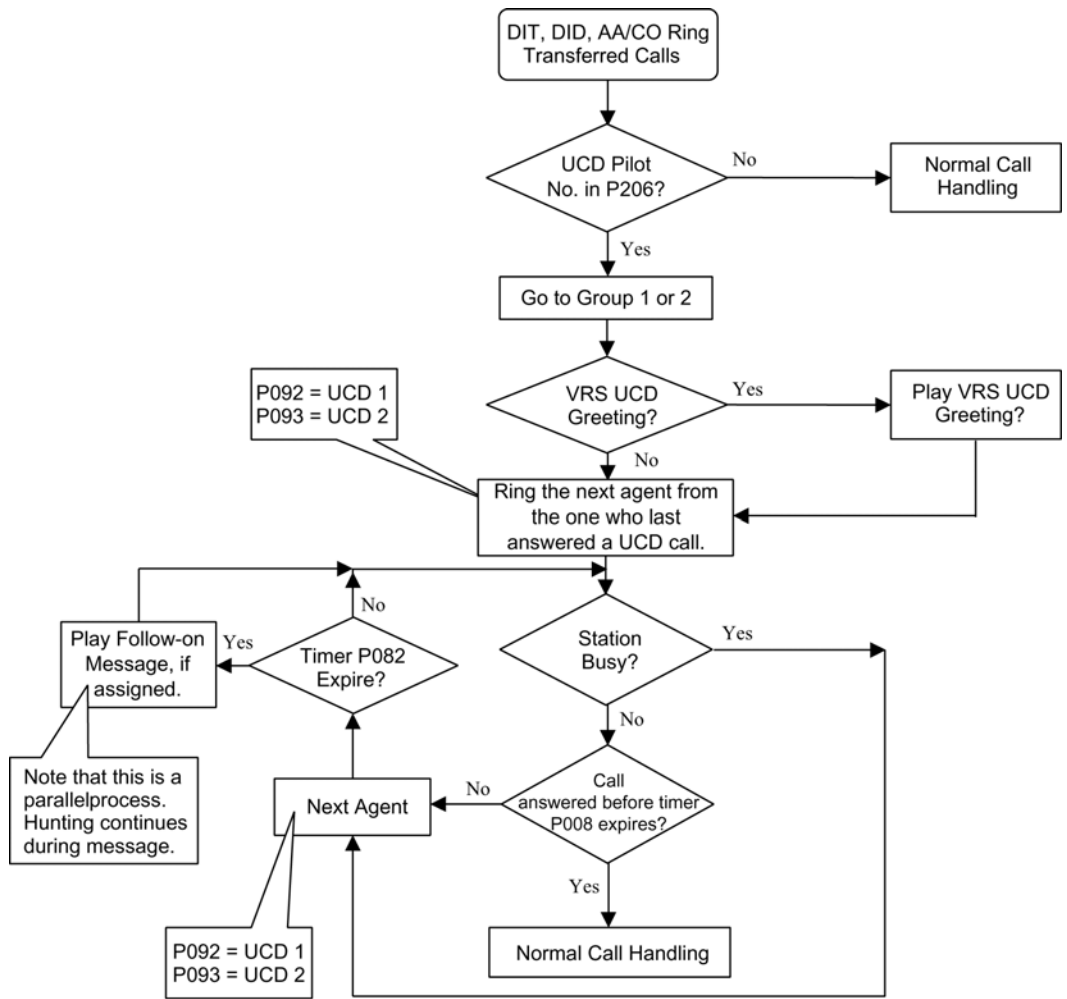 DIT, DID, AA/CO Ring
Transferred Calls
UCD Pilot
No. in P206?
No
Normal Call
Handling
Yes
Go to Group 1 or 2
P092 = UCD 1
P093 = UCD 2
VRS UCD
Greeting?
Yes
Play VRS UCD
Greeting?
No
Ring the next agent from
the one who last
answered a UCD call.
No
Play Follow-on
Message, if
assigned.
Yes
Timer P082
Expire?
Station
Busy?
Yes
No
Note that this is a
parallelprocess.
Hunting continues
during message.
Next Agent
No
Call
answered before timer
P008 expires?
Yes
P092 = UCD 1
P093 = UCD 2
Normal Call Handling